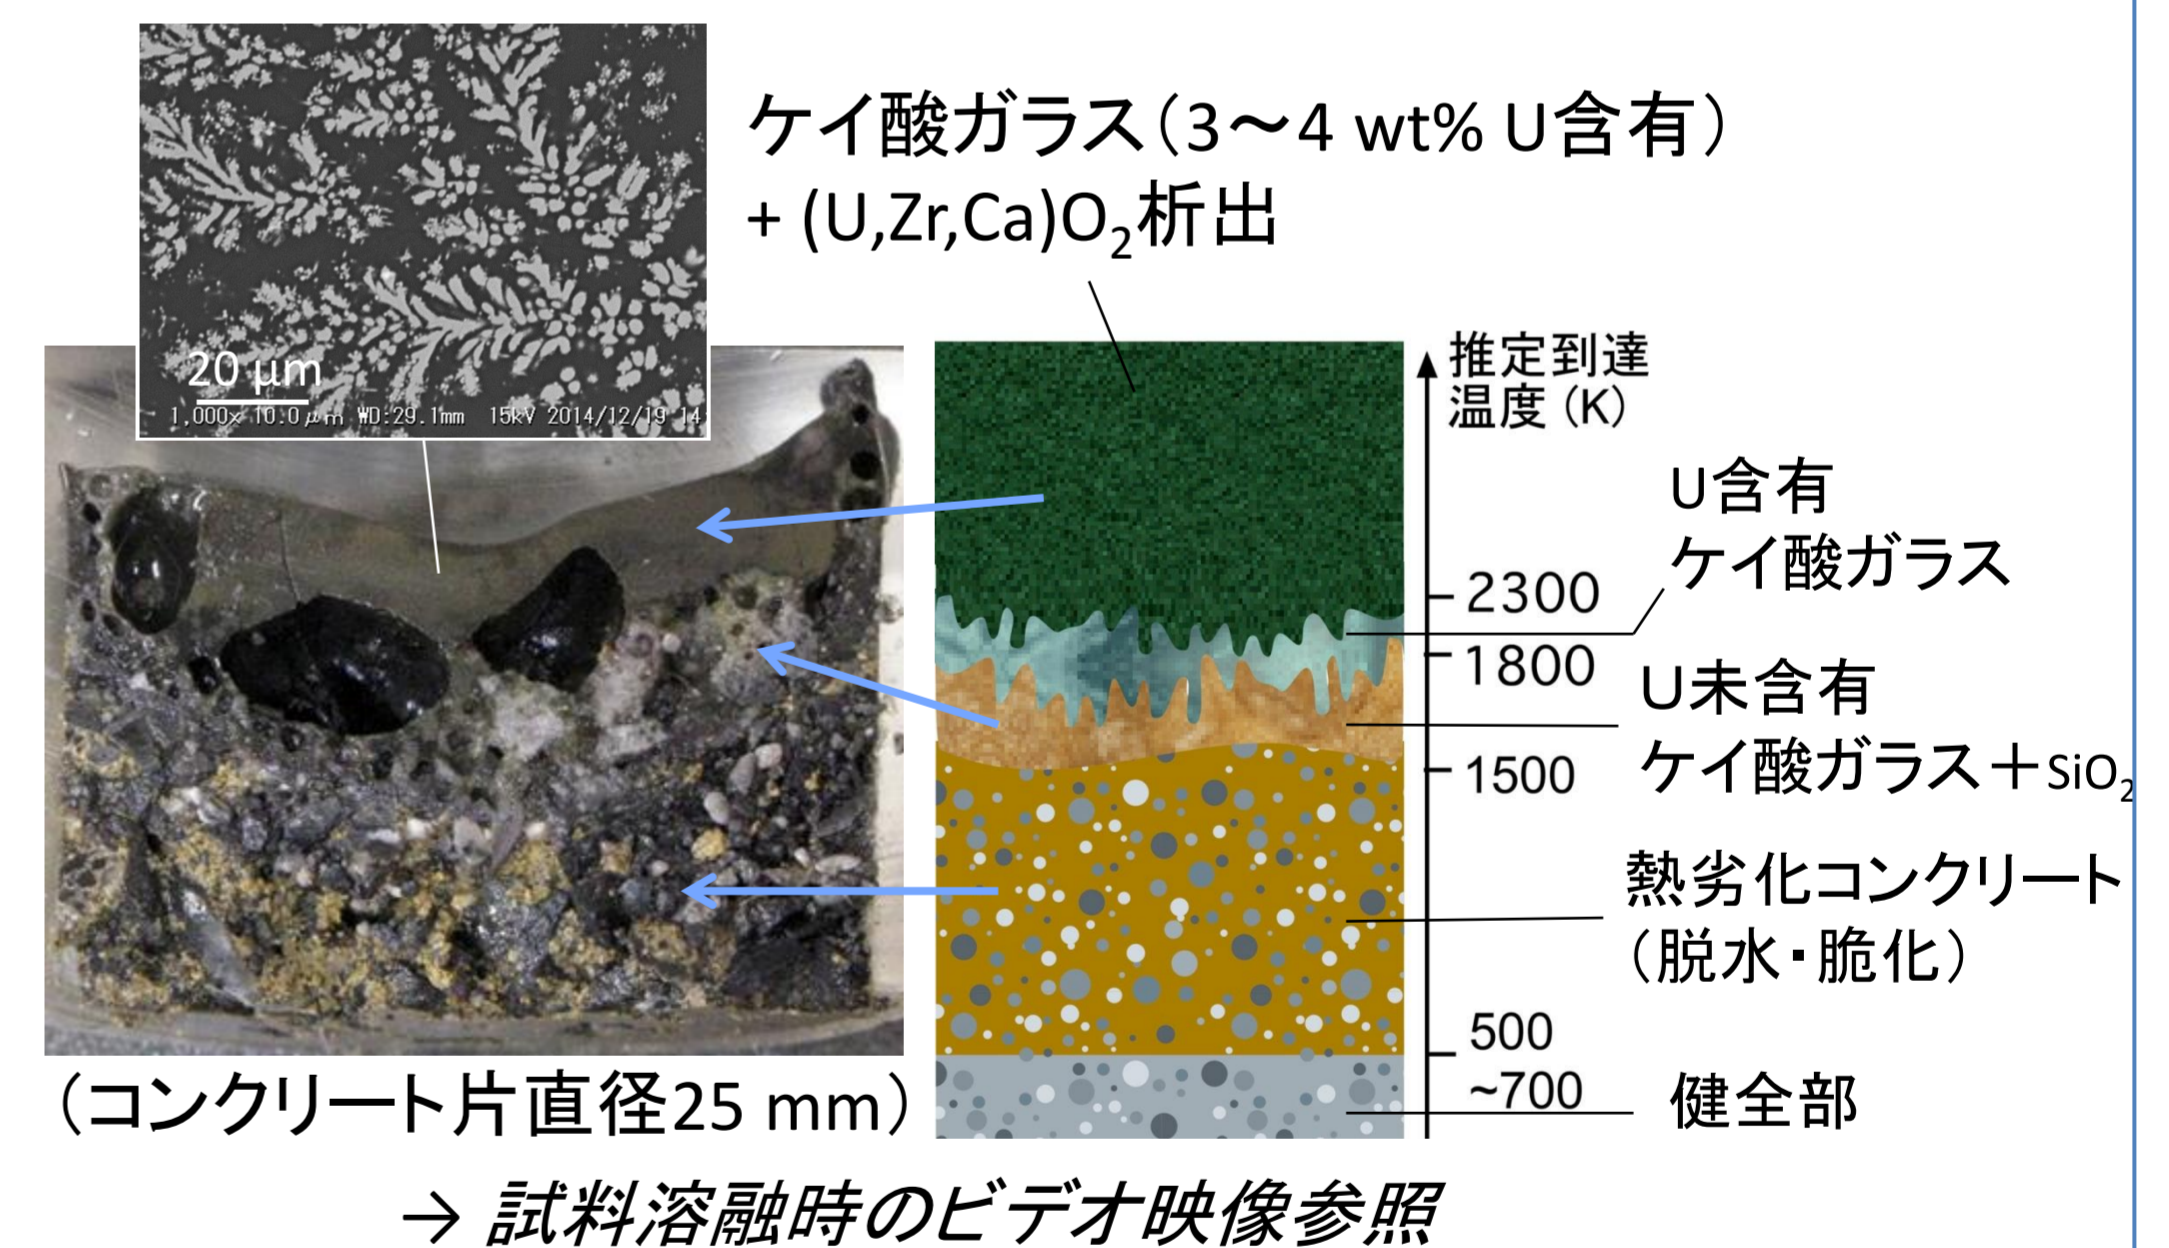 ケイ酸ガラス（3～4 wt% U含有）
+ (U,Zr,Ca)O₂析出
20 μm
1,000x 10.0μm WD:29.1mm 15kV 2014/12/19 14
推定到達
温度 (K)
U含有
ケイ酸ガラス
2300
1800
U未含有
ケイ酸ガラス＋SiO₂
1500
熱劣化コンクリート
（脱水・脆化）
500
~700
健全部
（コンクリート片直径25 mm）
→ 試料溶融時のビデオ映像参照